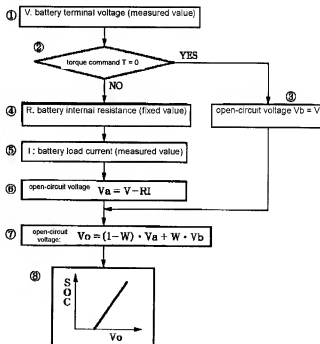 ① V. battery terminal voltage (measured value)
②
torque command T = 0
YES
NO
③
open-circuit voltage Vb = V
④ R. battery internal resistance (fixed value)
⑤ I : battery load current (measured value)
⑥ open-circuit voltage Va = V-RI
⑦ open-circuit voltage: Vo = (1-W) · Va + W · Vb
⑧
S
O
C
Vo